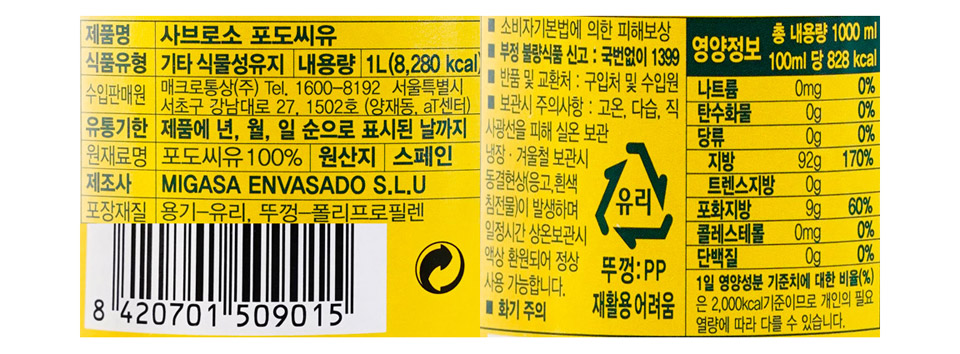 제품명 사브로소 포도씨유
식품유형 기타 식물성유지 내용량 1L(8,280 kcal)
수입판매원 매크로통상(주) Tel. 1600-8192 서울특별시
서초구 강남대로 27, 1502호 (양재동, aT센터)
유통기한 제품에 년, 월, 일 순으로 표시된 날까지
원재료명 포도씨유100% 원산지 스페인
제조사 MIGASA ENVASADO S.L.U
포장재질 용기-유리, 뚜껑-폴리프로필렌
8 420701 509015
■ 소비자기본법에 의한 피해보상
■ 부정 불량식품 신고 : 국번없이 1399
■ 반품 및 교환처 : 구입처 및 수입원
■ 보관시 주의사항 : 고온, 다습, 직
사광선을 피해 실온 보관
냉장·겨울철 보관시
동결현상(응고,흰색
침전물)이 발생하며
일정시간 상온보관시
액상 환원되어 정상
사용 가능합니다.
■ 화기 주의
유리
뚜껑:PP
재활용어려움
영양정보 총 내용량 1000 ml
100ml 당 828 kcal
나트륨 0mg 0%
탄수화물 0g 0%
당류 0g 0%
지방 92g 170%
트렌스지방 0g
포화지방 9g 60%
콜레스테롤 0mg 0%
단백질 0g 0%
1일 영양성분 기준치에 대한 비율(%)
은 2,000kcal기준이므로 개인의 필요
열량에 따라 다를 수 있습니다.